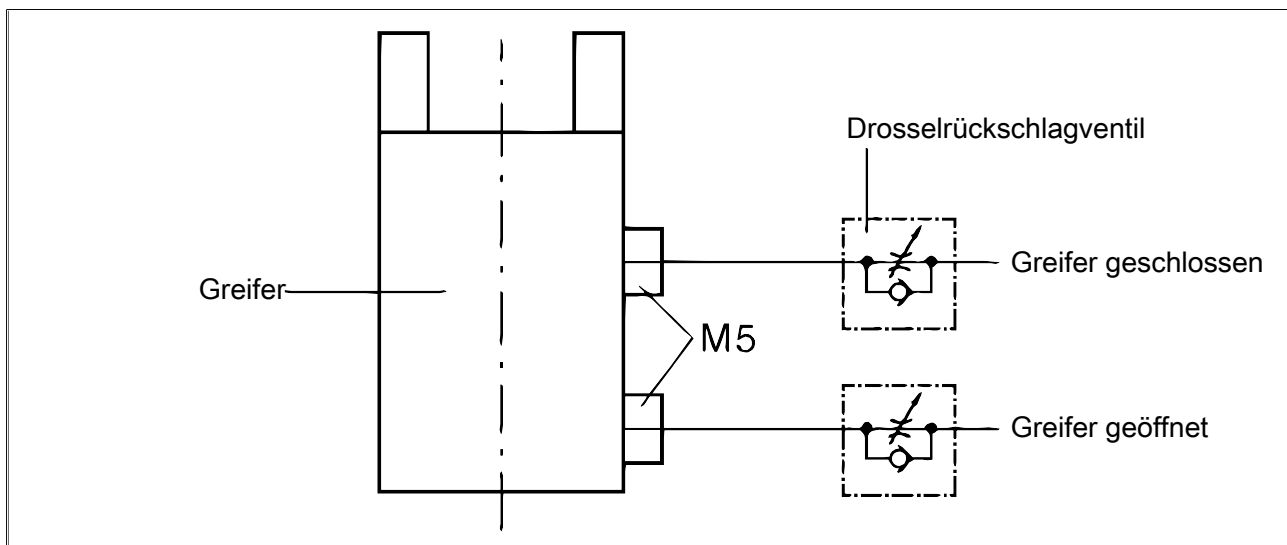 Drosselrückschlagventil
Greifer geschlossen
Greifer
M5
Greifer geöffnet